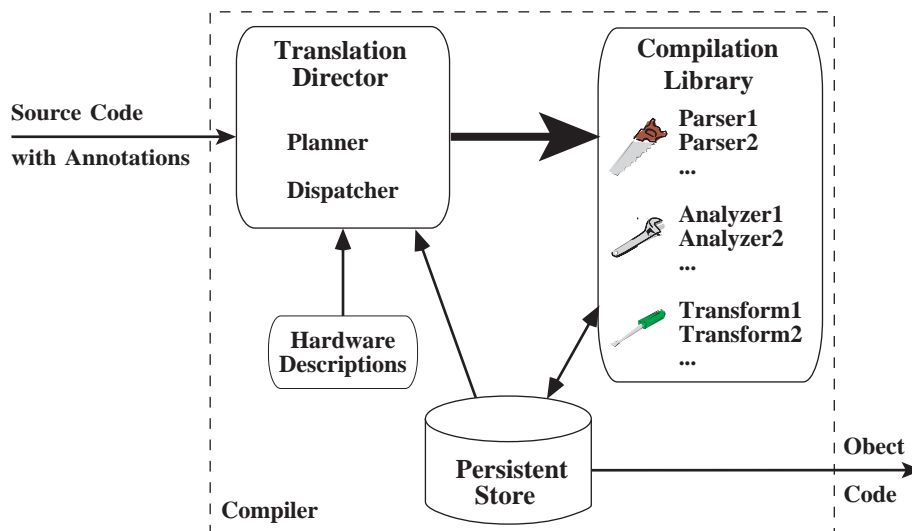 Translation
Director
Planner
Dispatcher
Compilation
Library
Parser1
Parser2
...
Analyzer1
Analyzer2
...
Transform1
Transform2
...
Source Code
with Annotations
Hardware
Descriptions
Persistent
Store
Compiler
Obect
Code